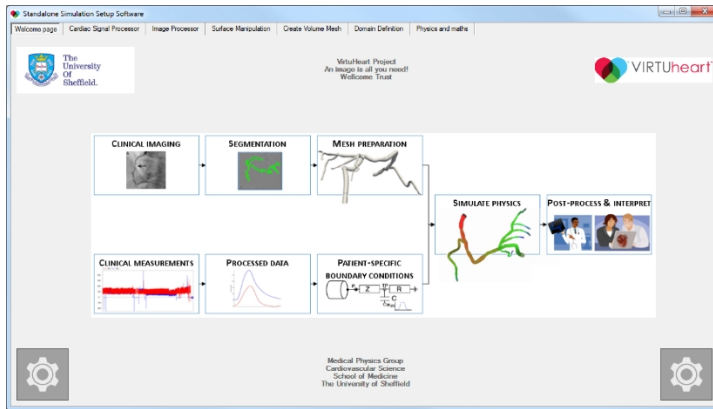 Standalone Simulation Setup Software
Welcome page
Cardiac Signal Processor
Image Processor
Surface Manipulation
Create Volume Mesh
Domain Definition
Physics and maths
The
University
Of
Sheffield.
VirtuHeart Project
An image is all you need!
Wellcome Trust
VIRTUheart
CLINICAL IMAGING
SEGMENTATION
MESH PREPARATION
SIMULATE PHYSICS
POST-PROCESS & INTERPRET
CLINICAL MEASUREMENTS
PROCESSED DATA
PATIENT-SPECIFIC
BOUNDARY CONDITIONS
Z
R
C
Medical Physics Group
Cardiovascular Science
School of Medicine
The University of Sheffield